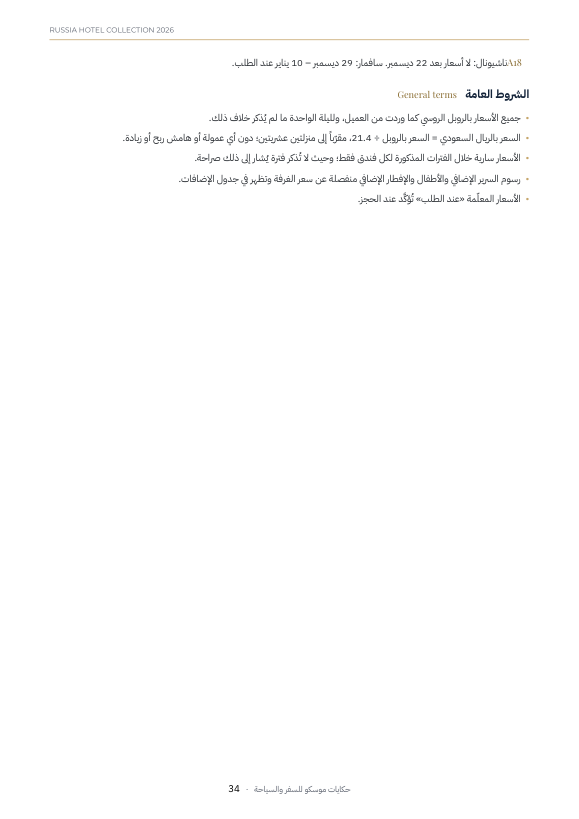 RUSSIA HOTEL COLLECTION 2026
A18 ناشيونال: لا أسعار بعد 22 ديسمبر. سافمار: 29 ديسمبر – 10 يناير عند الطلب.
الشروط العامة General terms
• جميع الأسعار بالروبل الروسي كما وردت من العميل، ولليلة الواحدة ما لم يُذكر خلاف ذلك.
• السعر بالريال السعودي = السعر بالروبل ÷ 21.4، مقرّباً إلى منزلتين عشريتين؛ دون أي عمولة أو هامش ربح أو زيادة.
• الأسعار سارية خلال الفترات المذكورة لكل فندق فقط؛ وحيث لا تُذكر فترة يُشار إلى ذلك صراحة.
• رسوم السرير الإضافي والأطفال والإفطار الإضافي منفصلة عن سعر الغرفة وتظهر في جدول الإضافات.
• الأسعار المعلّمة «عند الطلب» تُؤكَّد عند الحجز.
حكايات موسكو للسفر والسياحة · 34